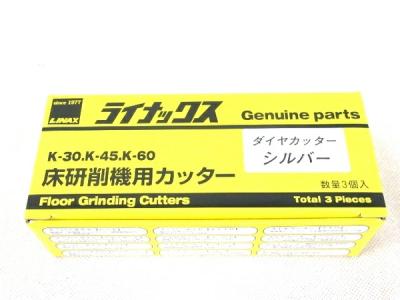 since 1977
LINAX
ライナックス
Genuine parts
ダイヤカッター
シルバー
K-30.K-45.K-60
床研削機用カッター
数量3個入
Floor Grinding Cutters
Total 3 Pieces